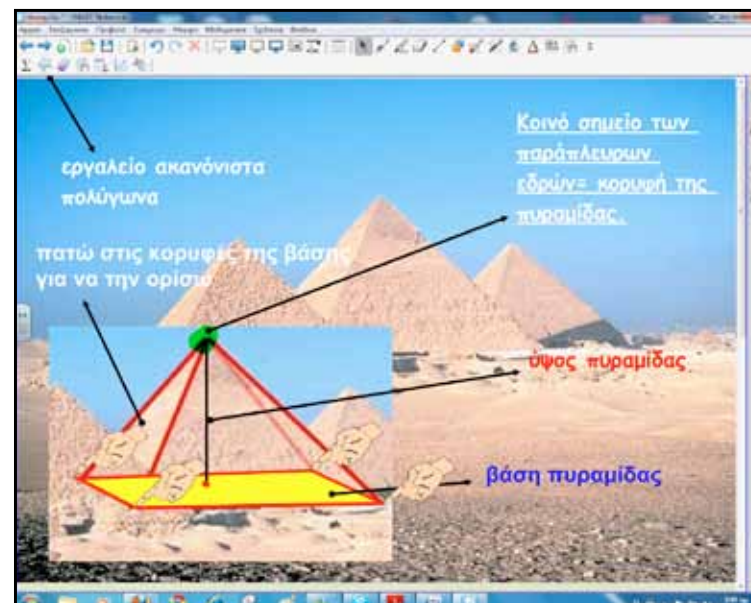 εργαλείο ακανόνιστα
πολύγωνα
Κοινό σημείο των
παράπλευρων
εδρών= κορυφή της
πυραμίδας.
πατώ στις κορυφές της βάσης
για να την ορίσω
ύψος πυραμίδας
βάση πυραμίδας